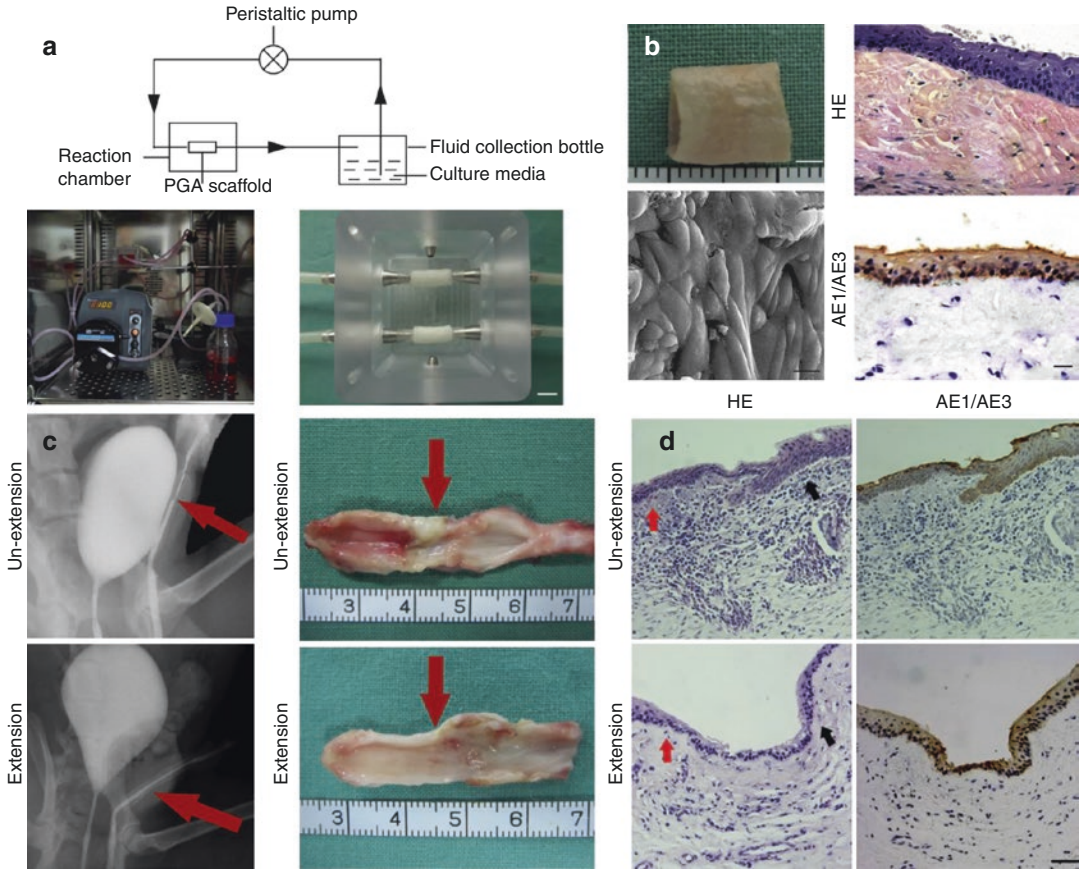 Peristaltic pump
a
Reaction
chamber
PGA scaffold
Fluid collection bottle
Culture media
b
HE
AE1/AE3
HE
AE1/AE3
c
d
Un-extension
Un-extension
Un-extension
3 4 5 6 7
Extension
Extension
Extension
3 4 5 6 7